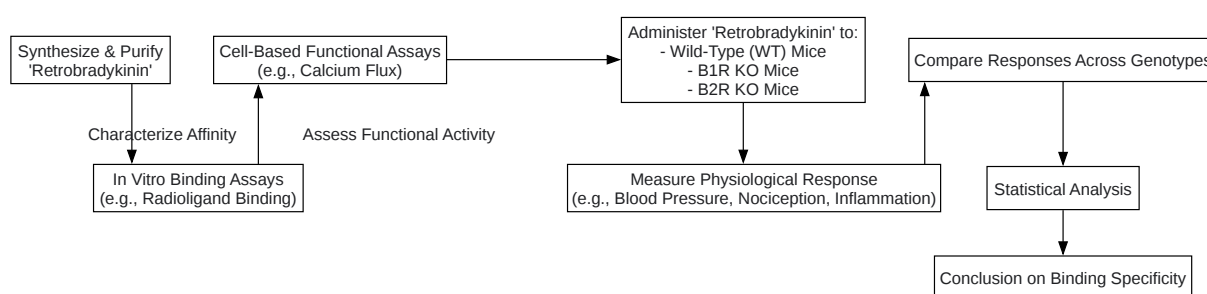 Synthesize & Purify
'Retrobradykinin'
Characterize Affinity
In Vitro Binding Assays
(e.g., Radioligand Binding)
Assess Functional Activity
Cell-Based Functional Assays
(e.g., Calcium Flux)
Administer 'Retrobradykinin' to:
- Wild-Type (WT) Mice
- B1R KO Mice
- B2R KO Mice
Measure Physiological Response
(e.g., Blood Pressure, Nociception, Inflammation)
Compare Responses Across Genotypes
Statistical Analysis
Conclusion on Binding Specificity